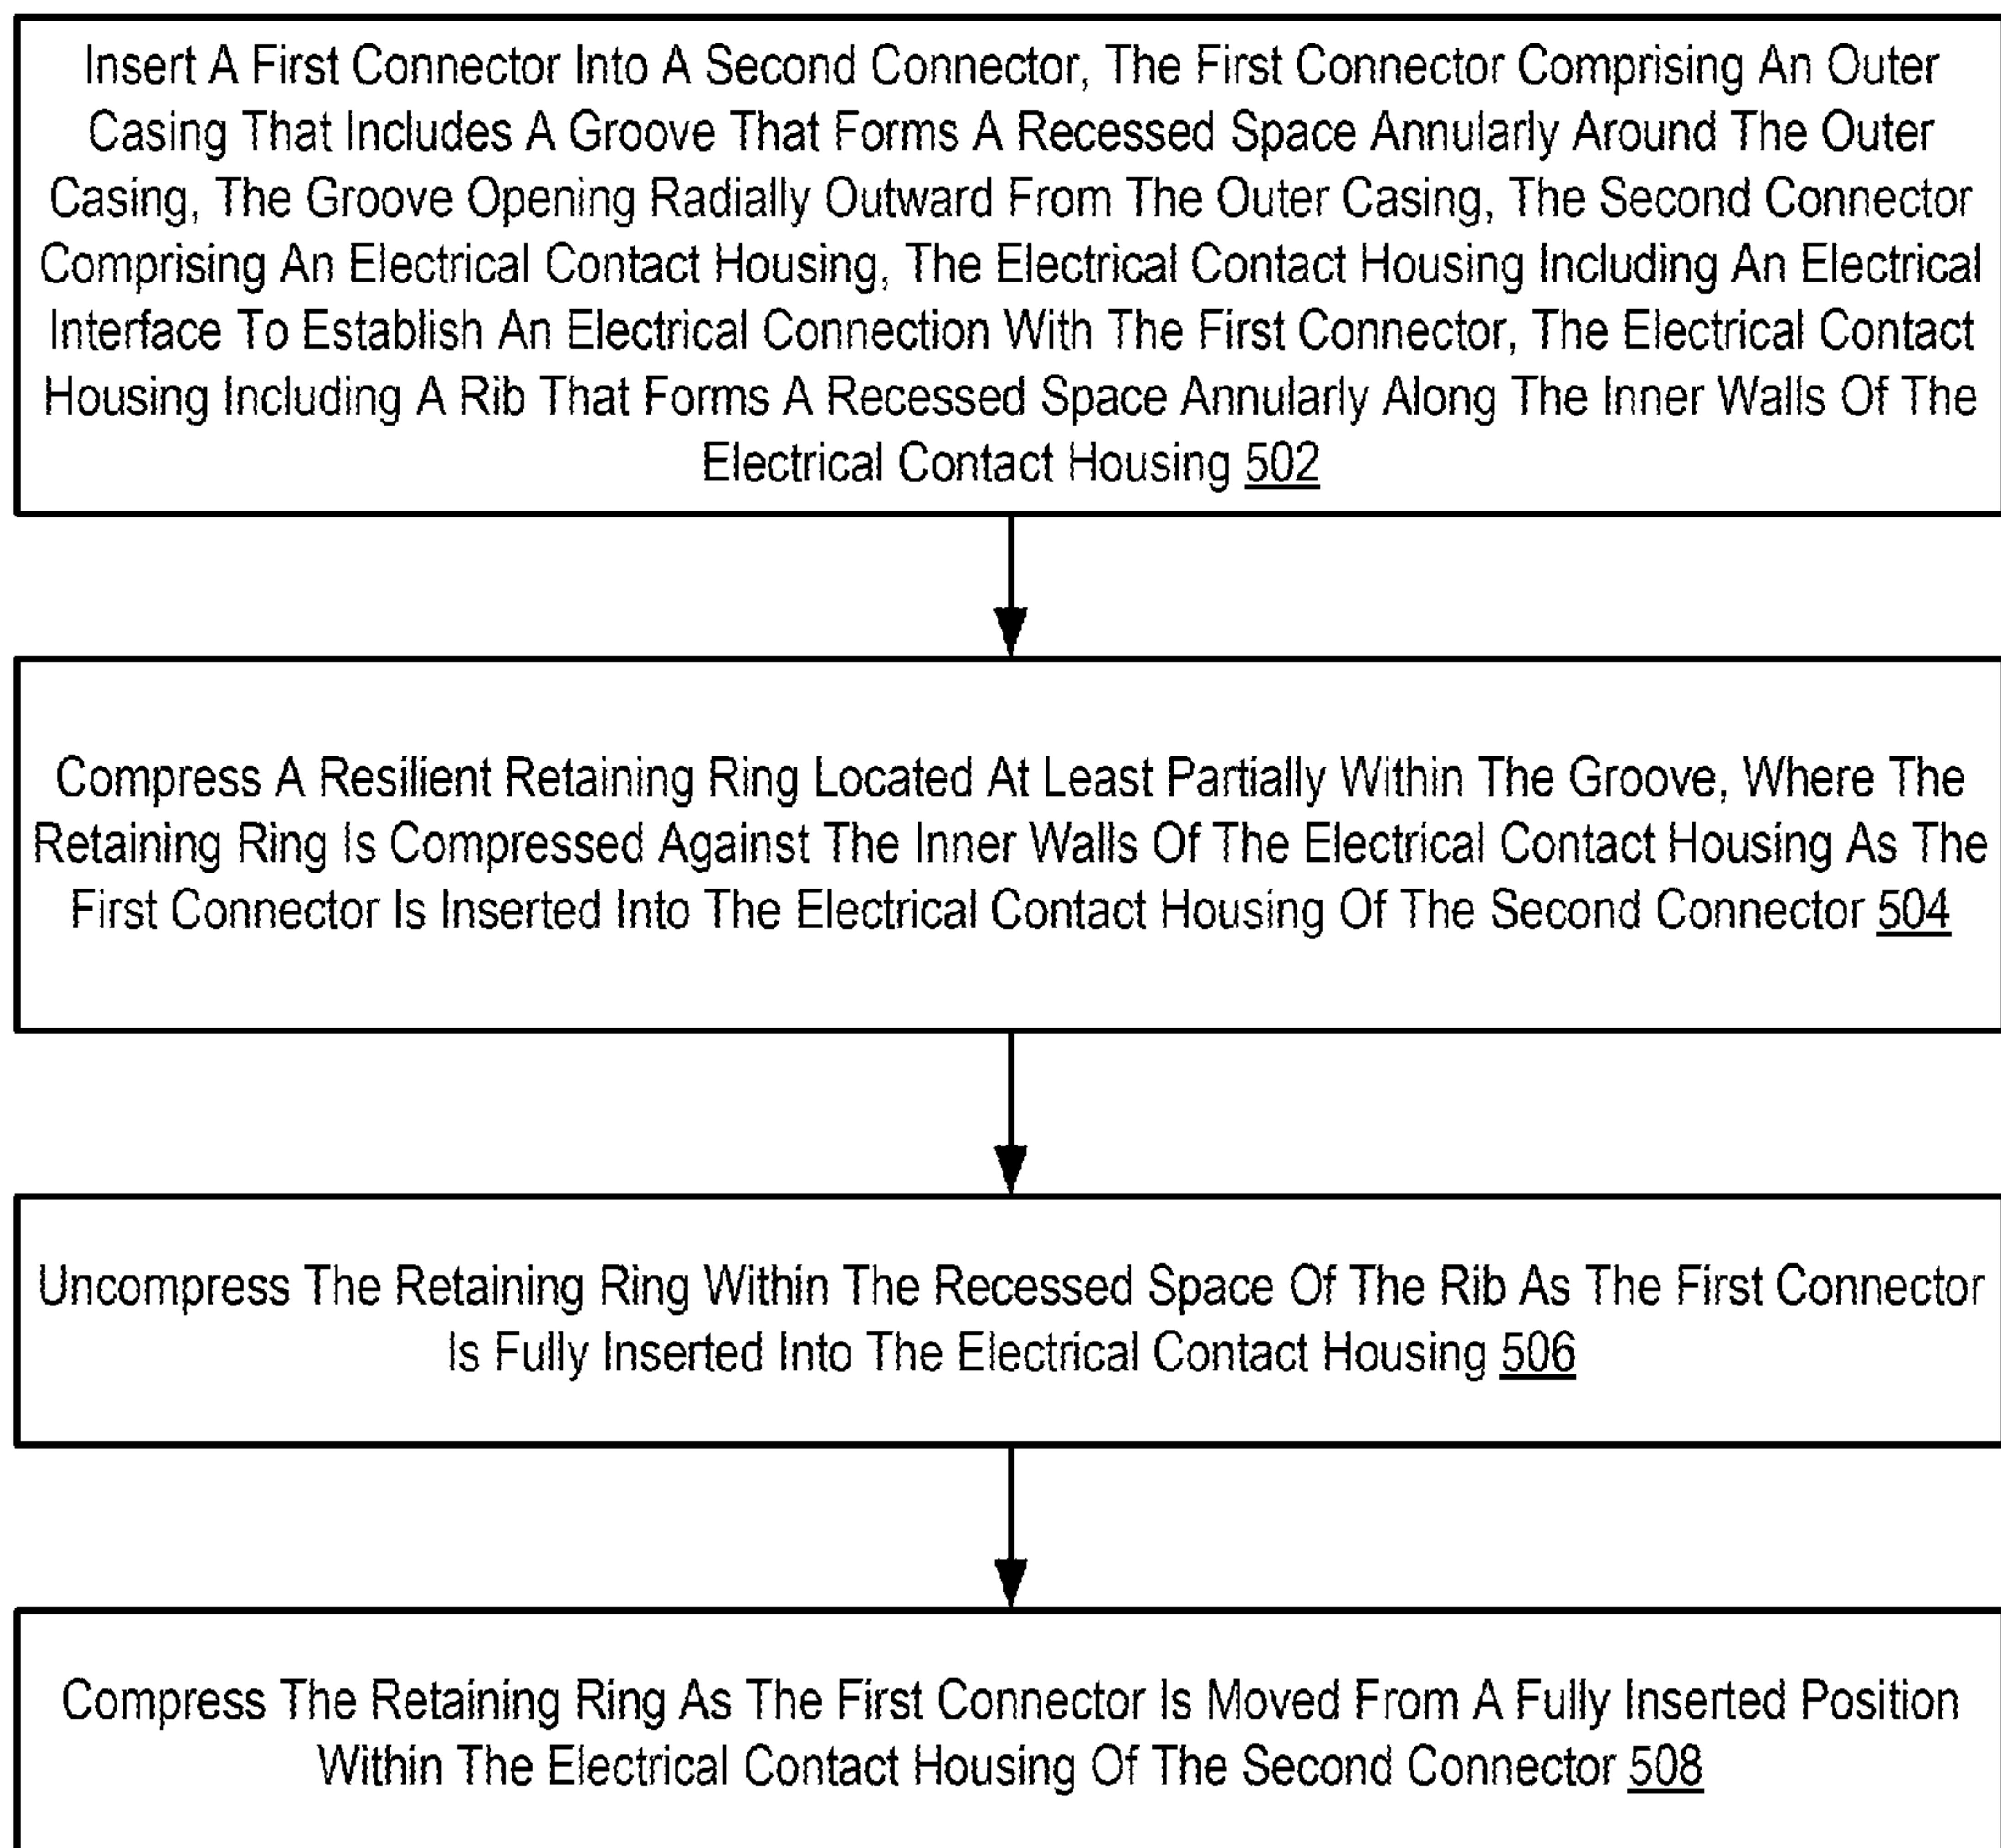 Insert A First Connector Into A Second Connector, The First Connector Comprising An Outer
Casing That Includes A Groove That Forms A Recessed Space Annularly Around The Outer
Casing, The Groove Opening Radially Outward From The Outer Casing, The Second Connector
Comprising An Electrical Contact Housing, The Electrical Contact Housing Including An Electrical
Interface To Establish An Electrical Connection With The First Connector, The Electrical Contact
Housing Including A Rib That Forms A Recessed Space Annularly Along The Inner Walls Of The
Electrical Contact Housing 502
Compress A Resilient Retaining Ring Located At Least Partially Within The Groove, Where The
Retaining Ring Is Compressed Against The Inner Walls Of The Electrical Contact Housing As The
First Connector Is Inserted Into The Electrical Contact Housing Of The Second Connector 504
Uncompress The Retaining Ring Within The Recessed Space Of The Rib As The First Connector
Is Fully Inserted Into The Electrical Contact Housing 506
Compress The Retaining Ring As The First Connector Is Moved From A Fully Inserted Position
Within The Electrical Contact Housing Of The Second Connector 508